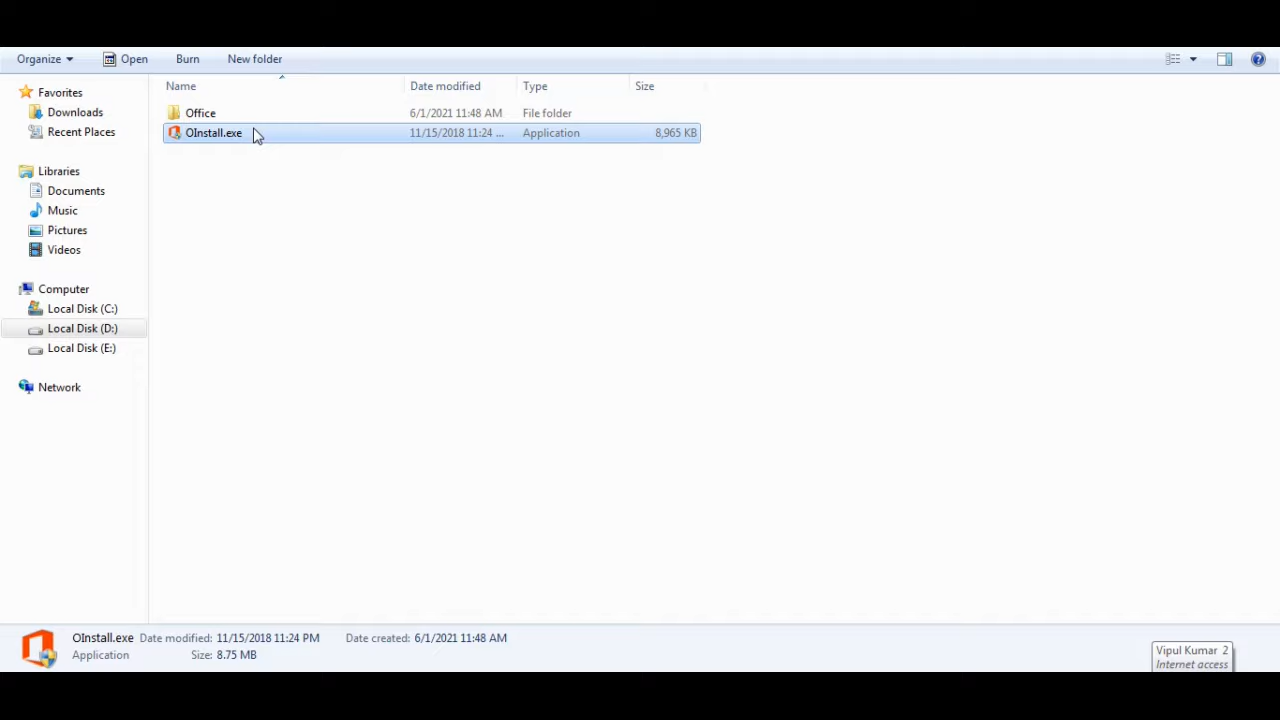 Organize Open Burn New folder
Name Date modified Type Size
Favorites
Downloads
Recent Places
Libraries
Documents
Music
Pictures
Videos
Computer
Local Disk (C:)
Local Disk (D:)
Local Disk (E:)
Network
Office 6/1/2021 11:48 AM File folder
OInstall.exe 11/15/2018 11:24 ... Application 8,965 KB
OInstall.exe Date modified: 11/15/2018 11:24 PM Date created: 6/1/2021 11:48 AM
Application Size: 8.75 MB
Vipul Kumar 2
Internet access